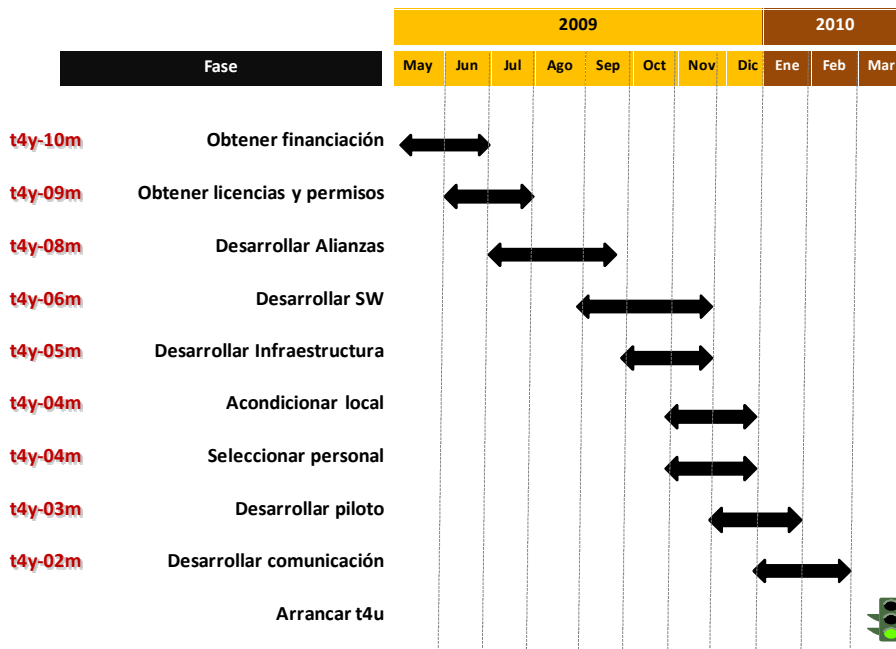 2009 2010
Fase May Jun Jul Ago Sep Oct Nov Dic Ene Feb Mar
t4y-10m Obtener financiación
t4y-09m Obtener licencias y permisos
t4y-08m Desarrollar Alianzas
t4y-06m Desarrollar SW
t4y-05m Desarrollar Infraestructura
t4y-04m Acondicionar local
t4y-04m Seleccionar personal
t4y-03m Desarrollar piloto
t4y-02m Desarrollar comunicación
Arrancar t4u